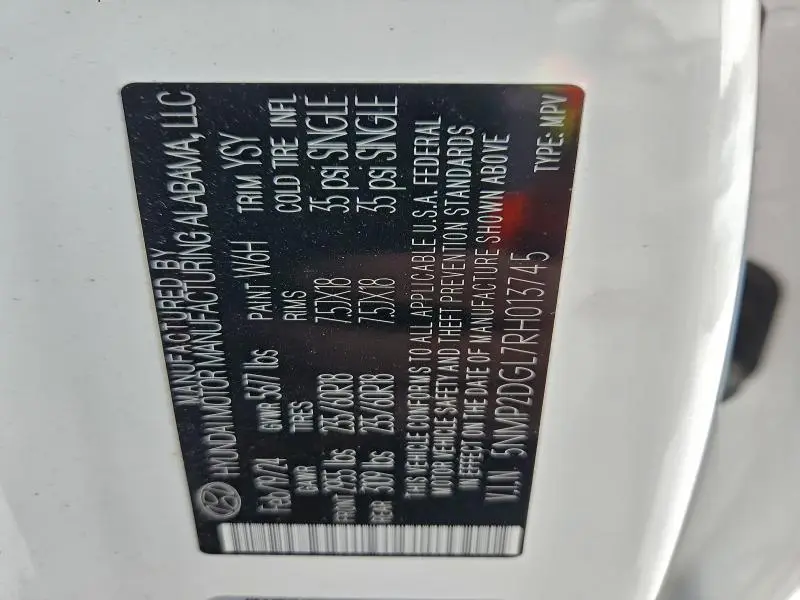 MANUFACTURED BY
HYUNDAI MOTOR MANUFACTURING ALABAMA, LLC
Feb/19/24 GVWR 5677 lbs PAINT W6H TRIM YSY
GAWR TIRES RIMS COLD TIRE INFL
FRONT 2955 lbs 235/60R18 7.5JX18 35 psi SINGLE
REAR 3109 lbs 235/60R18 7.5JX18 35 psi SINGLE
THIS VEHICLE CONFORMS TO ALL APPLICABLE U.S.A. FEDERAL
MOTOR VEHICLE SAFETY AND THEFT PREVENTION STANDARDS
IN EFFECT ON THE DATE OF MANUFACTURE SHOWN ABOVE
V.I.N 5NMP2DGL7RH013745 TYPE: MPV